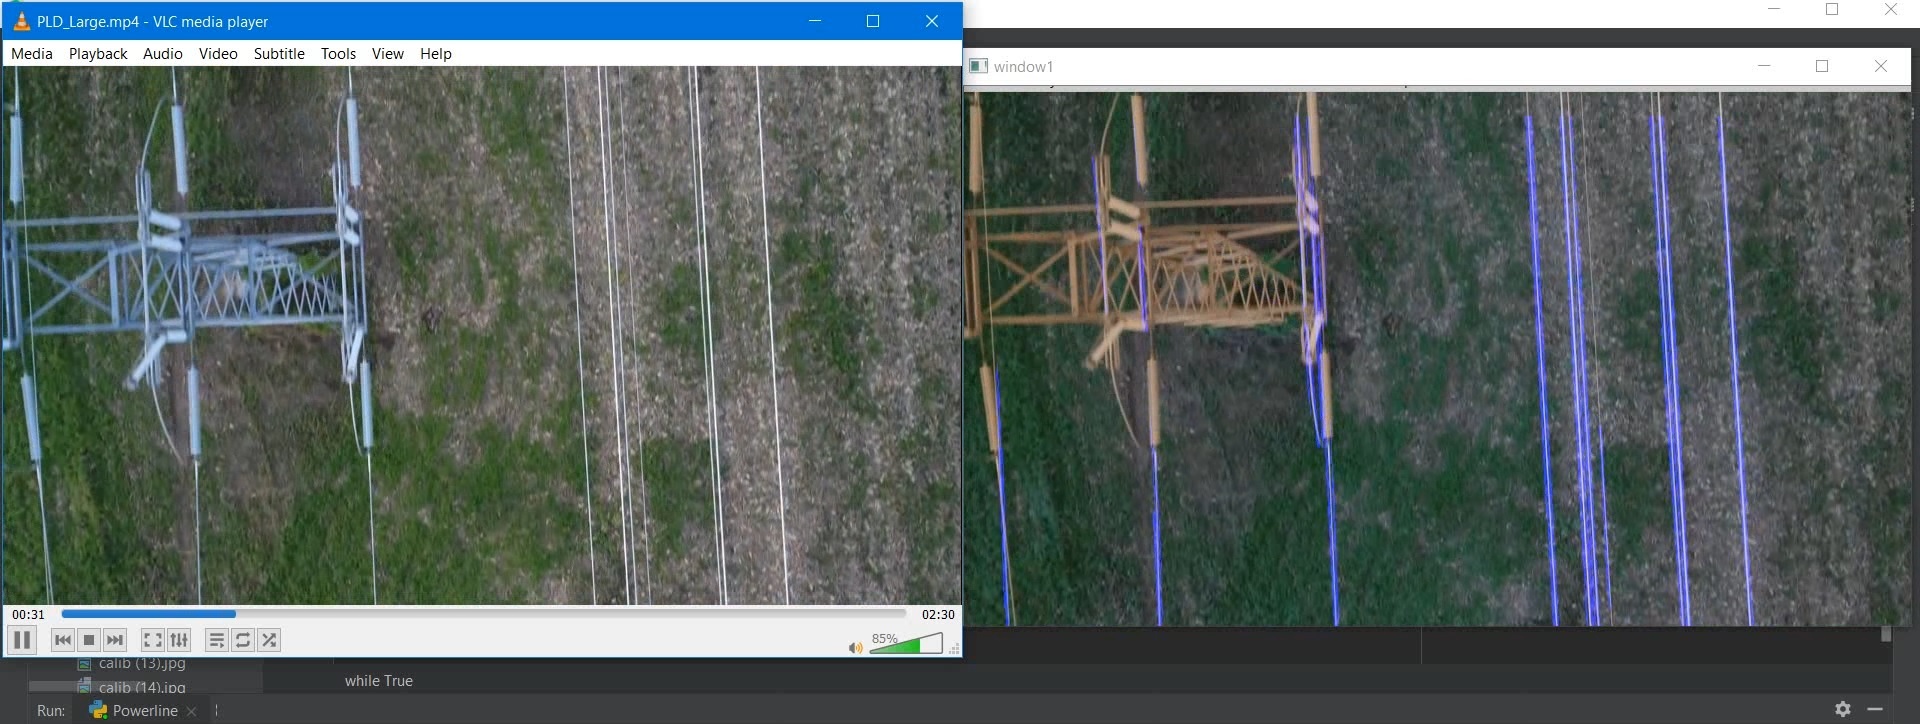 PLD_Large.mp4 - VLC media player
Media Playback Audio Video Subtitle Tools View Help
window1
00:31 02:30
85%
calib (13).jpg
calib (14).jpg
while True
Run: Powerline